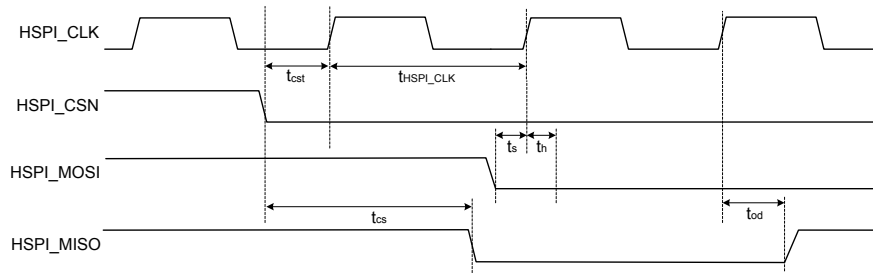 HSPI_CLK
tcst
tHSPI_CLK
HSPI_CSN
ts
th
HSPI_MOSI
tcs
tod
HSPI_MISO